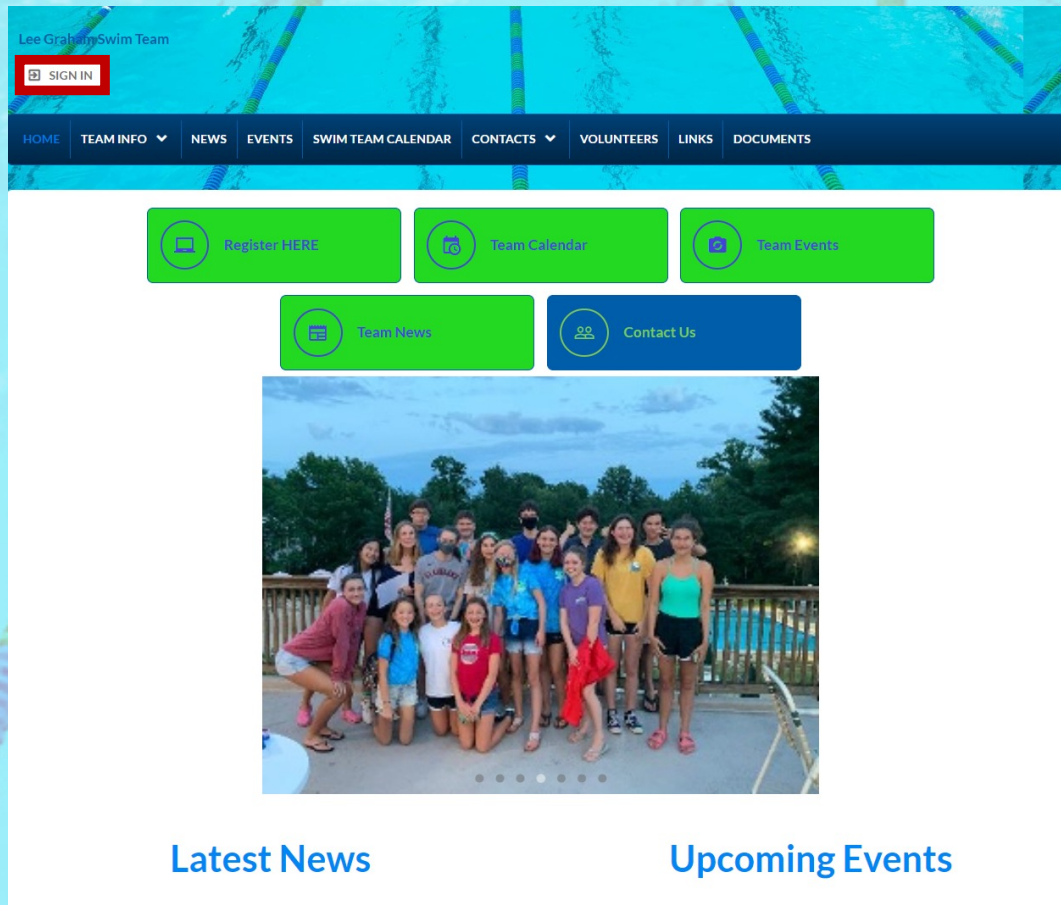 Lee Graham Swim Team
SIGN IN
HOME TEAM INFO NEWS EVENTS SWIM TEAM CALENDAR CONTACTS VOLUNTEERS LINKS DOCUMENTS
Register HERE Team Calendar Team Events
Team News Contact Us
Latest News Upcoming Events